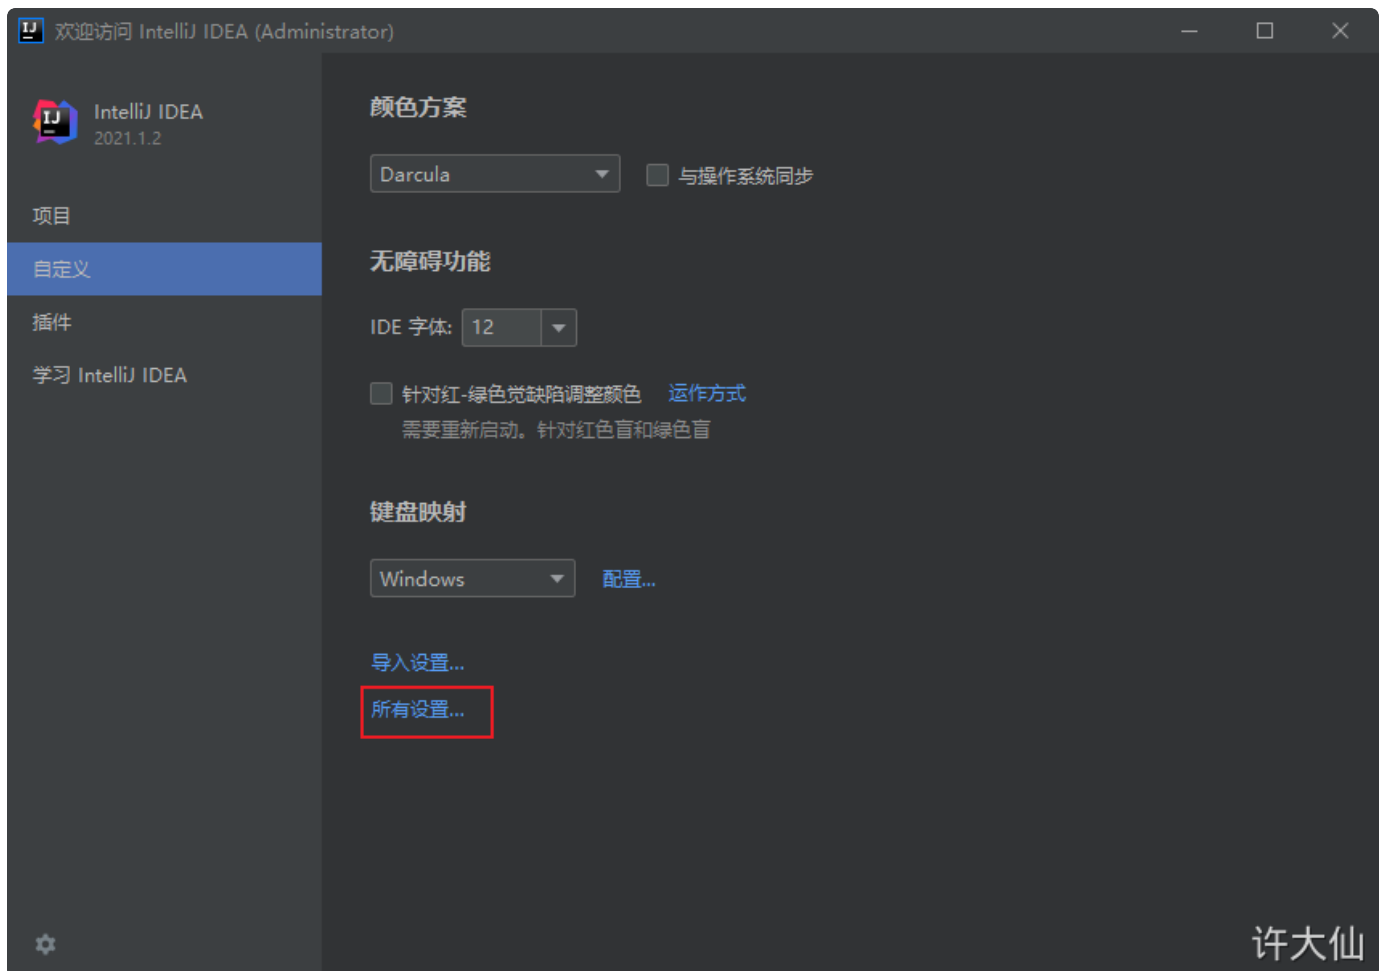 欢迎访问 IntelliJ IDEA (Administrator)
IntelliJ IDEA
2021.1.2
项目
自定义
插件
学习 IntelliJ IDEA
颜色方案
Darcula
与操作系统同步
无障碍功能
IDE 字体: 12
针对红-绿色觉缺陷调整颜色 运作方式
需要重新启动。针对红色盲和绿色盲
键盘映射
Windows 配置...
导入设置...
所有设置...
许大仙